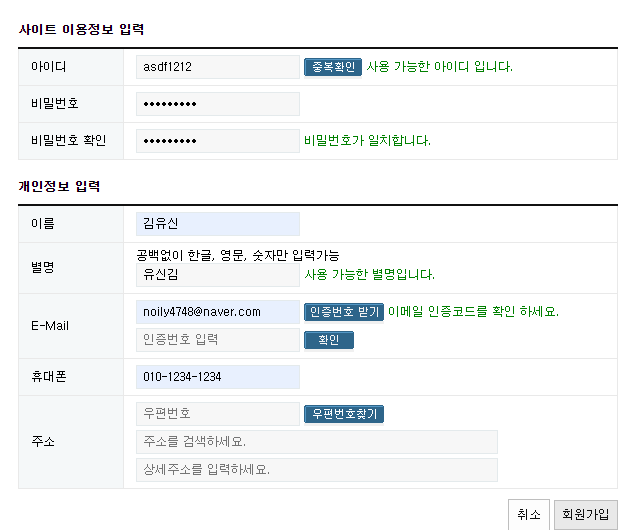 사이트 이용정보 입력
아이디 asdf1212 중복확인 사용 가능한 아이디 입니다.
비밀번호 •••••••••
비밀번호 확인 ••••••••• 비밀번호가 일치합니다.
개인정보 입력
이름 김유신
공백없이 한글, 영문, 숫자만 입력가능
별명 유신김 사용 가능한 별명입니다.
E-Mail noily4748@naver.com 인증번호 받기 이메일 인증코드를 확인 하세요.
인증번호 입력 확인
휴대폰 010-1234-1234
우편번호 우편번호찾기
주소 주소를 검색하세요.
상세주소를 입력하세요.
취소 회원가입